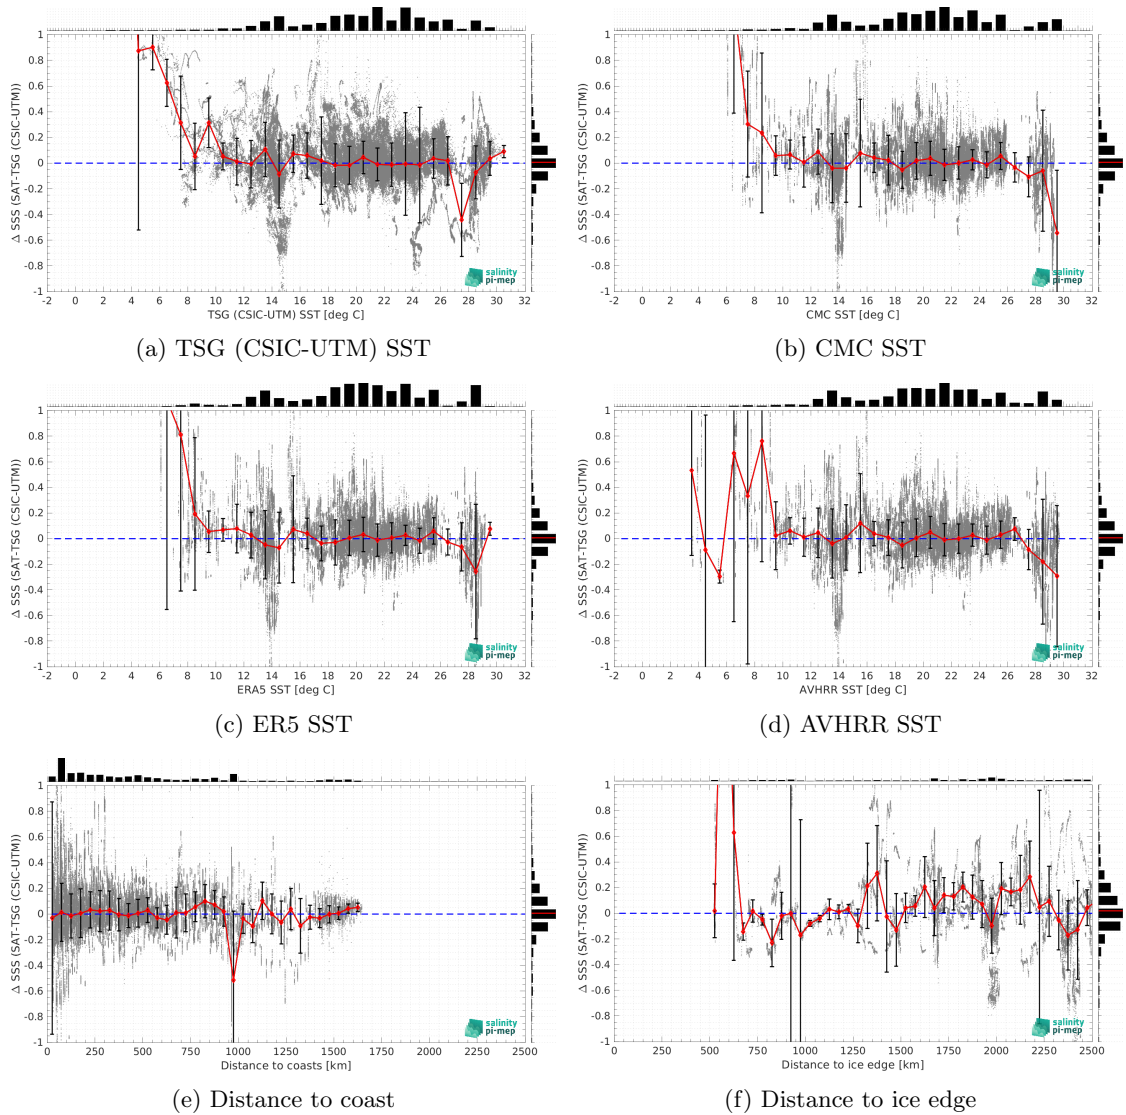 1
0.8
0.6
0.4
0.2
0
-0.2
-0.4
-0.6
-0.8
-1
Δ SSS (SAT-TSG (CSIC-UTM))
salinity
pi-mep
-2 0 2 4 6 8 10 12 14 16 18 20 22 24 26 28 30 32
TSG (CSIC-UTM) SST [deg C]
(a) TSG (CSIC-UTM) SST
1
0.8
0.6
0.4
0.2
0
-0.2
-0.4
-0.6
-0.8
-1
Δ SSS (SAT-TSG (CSIC-UTM))
salinity
pi-mep
-2 0 2 4 6 8 10 12 14 16 18 20 22 24 26 28 30 32
CMC SST [deg C]
(b) CMC SST
1
0.8
0.6
0.4
0.2
0
-0.2
-0.4
-0.6
-0.8
-1
Δ SSS (SAT-TSG (CSIC-UTM))
salinity
pi-mep
-2 0 2 4 6 8 10 12 14 16 18 20 22 24 26 28 30 32
ERA5 SST [deg C]
(c) ER5 SST
1
0.8
0.6
0.4
0.2
0
-0.2
-0.4
-0.6
-0.8
-1
Δ SSS (SAT-TSG (CSIC-UTM))
salinity
pi-mep
-2 0 2 4 6 8 10 12 14 16 18 20 22 24 26 28 30 32
AVHRR SST [deg C]
(d) AVHRR SST
1
0.8
0.6
0.4
0.2
0
-0.2
-0.4
-0.6
-0.8
-1
Δ SSS (SAT-TSG (CSIC-UTM))
salinity
pi-mep
0 250 500 750 1000 1250 1500 1750 2000 2250 2500
Distance to coasts [km]
(e) Distance to coast
1
0.8
0.6
0.4
0.2
0
-0.2
-0.4
-0.6
-0.8
-1
Δ SSS (SAT-TSG (CSIC-UTM))
salinity
pi-mep
0 250 500 750 1000 1250 1500 1750 2000 2250 2500
Distance to ice edge [km]
(f) Distance to ice edge